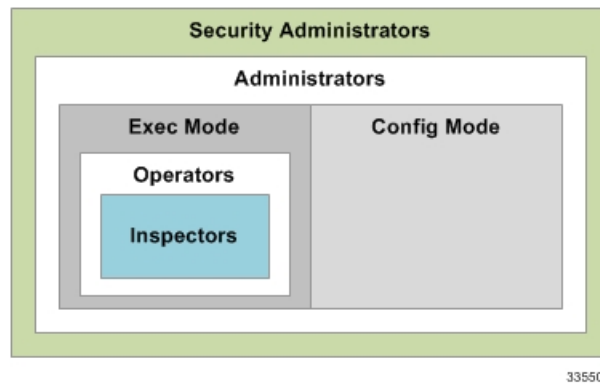 Security Administrators
Administrators
Exec Mode
Config Mode
Operators
Inspectors
33550